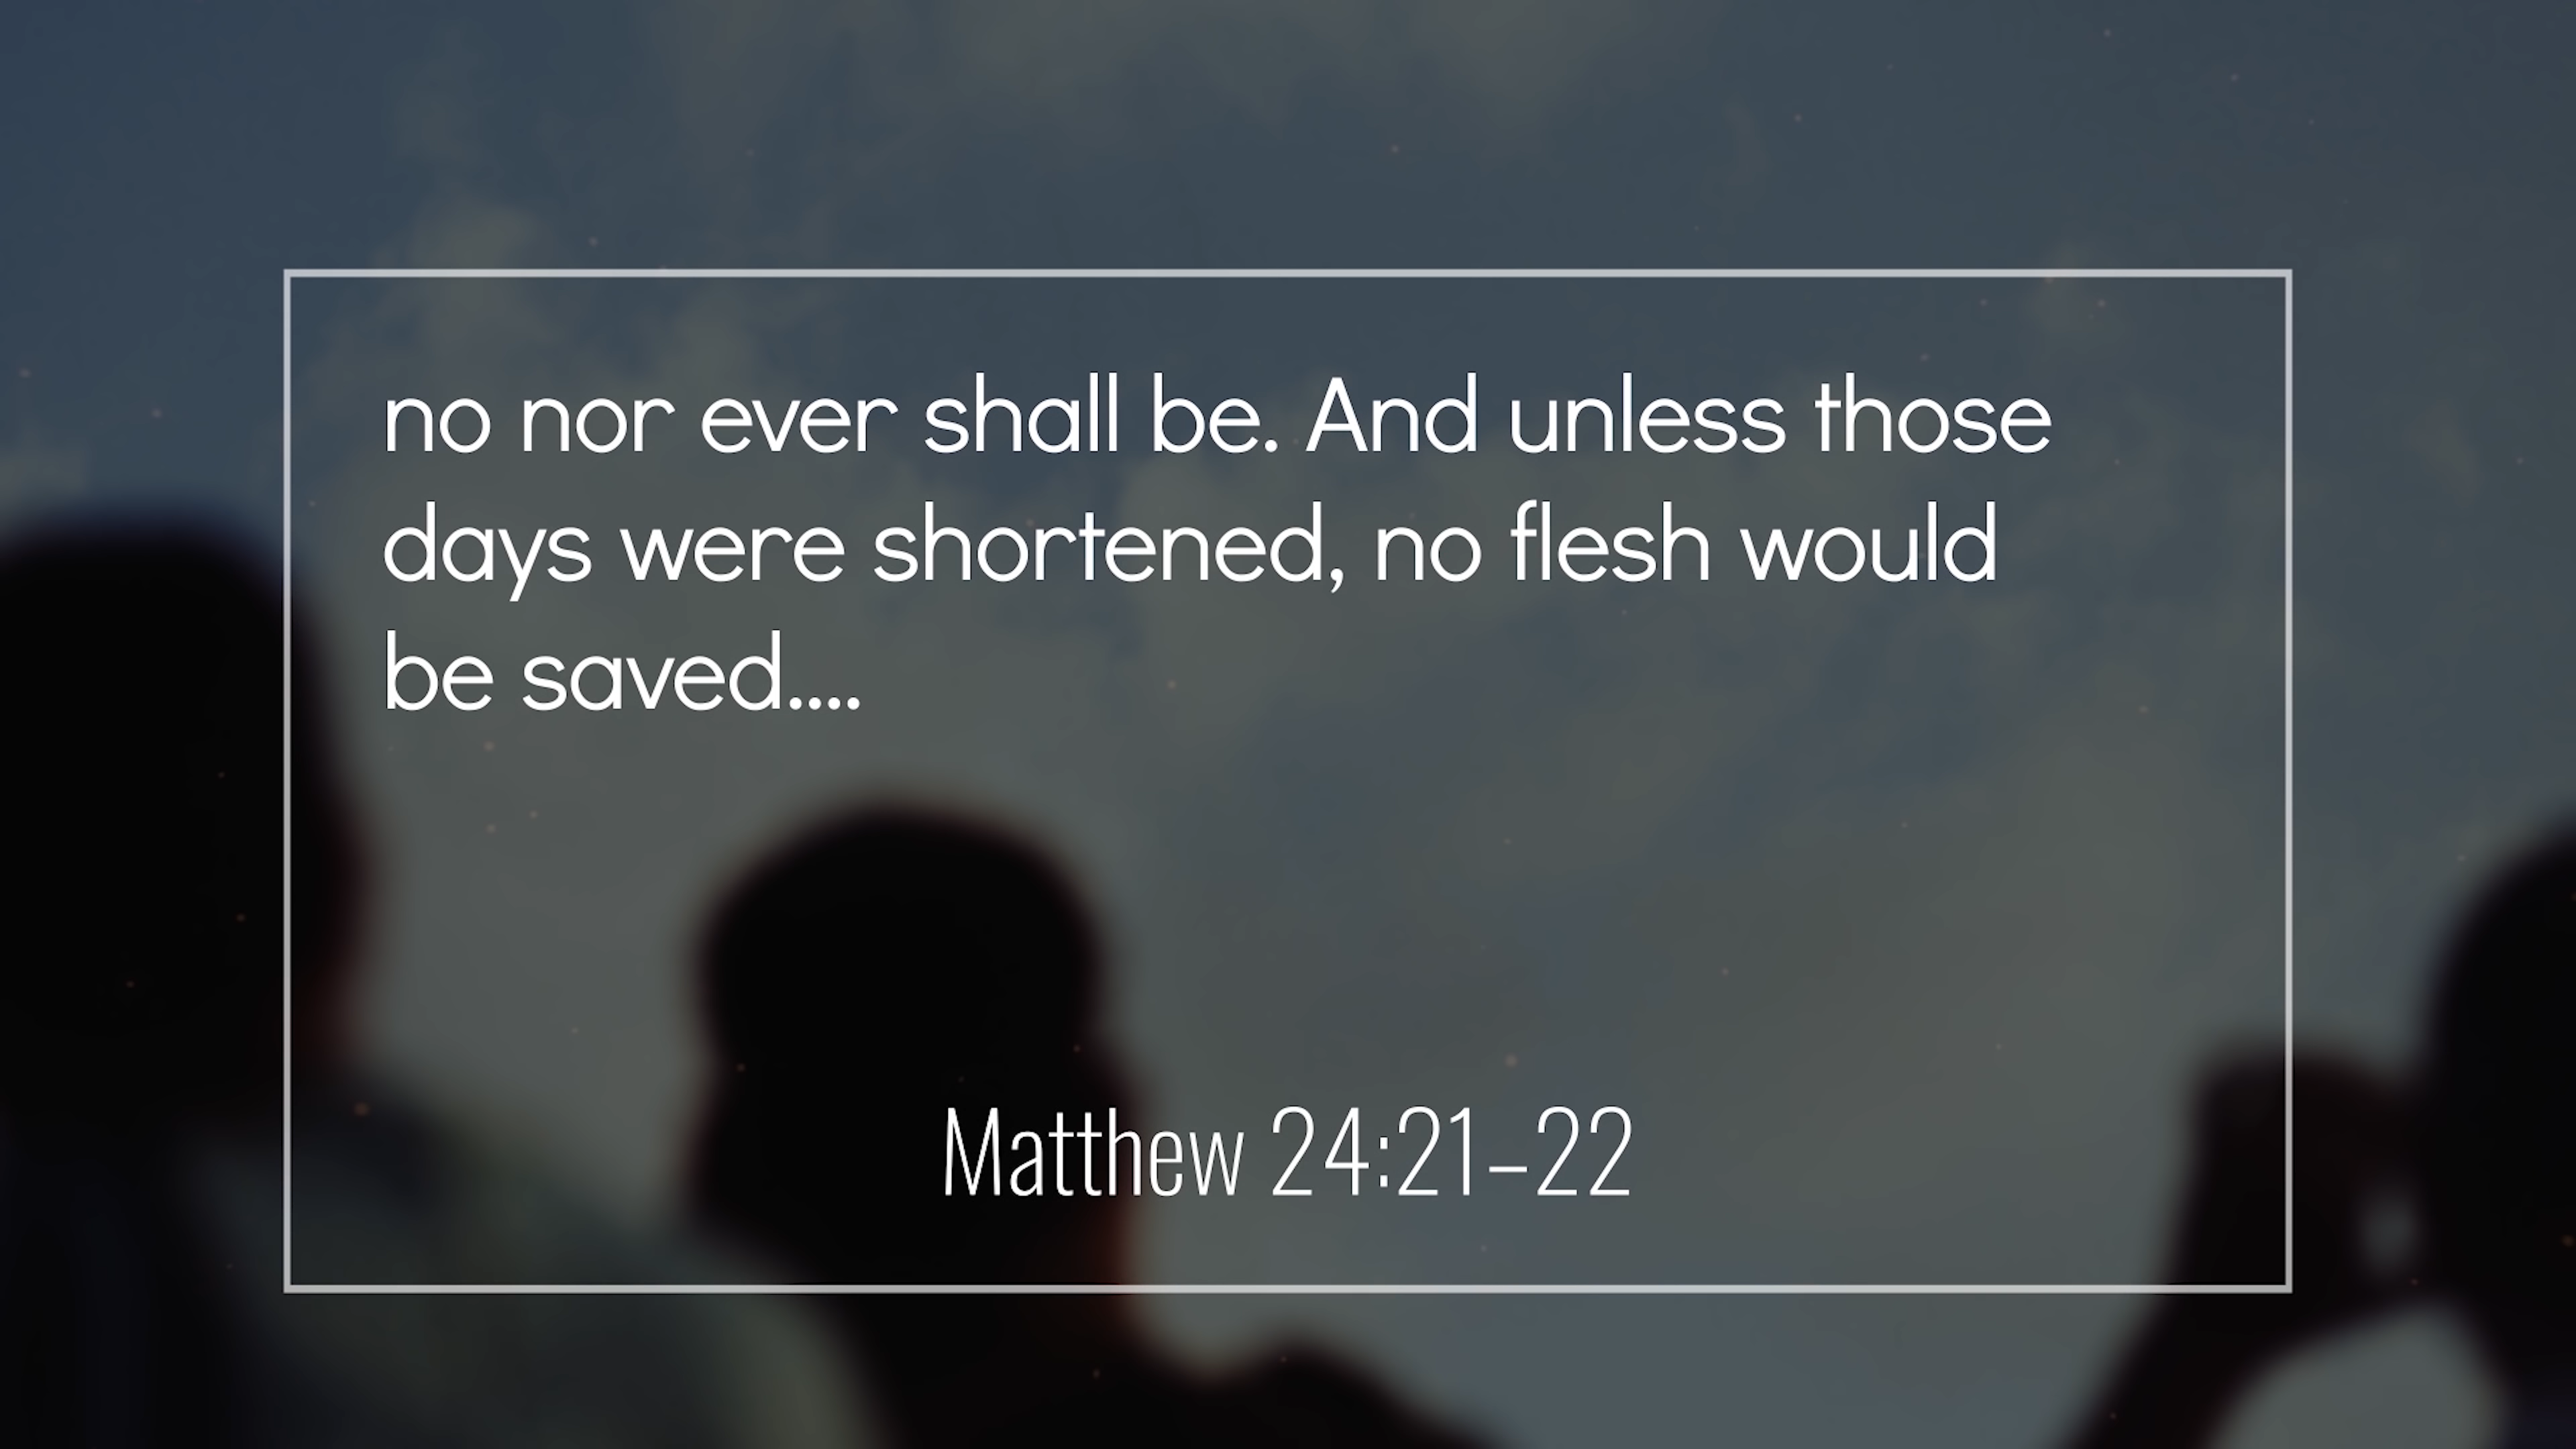 no nor ever shall be. And unless those
days were shortened, no flesh would
be saved....
Matthew 24:21–22